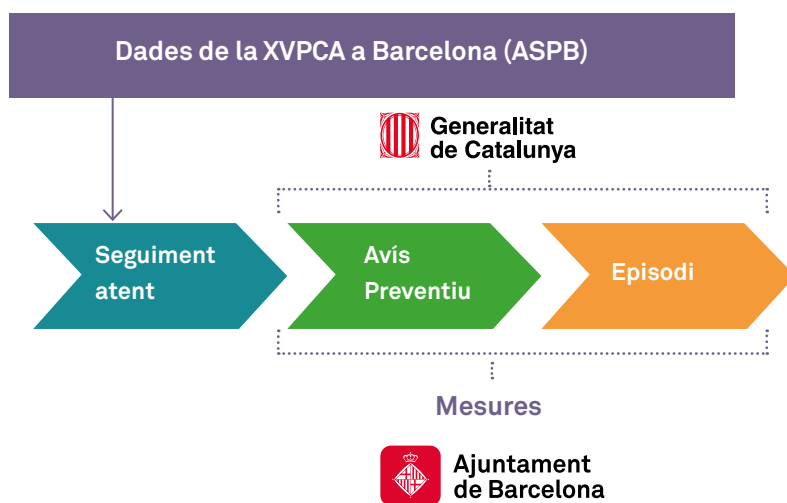 Dades de la XVPCA a Barcelona (ASPB)
Generalitat
de Catalunya
Seguiment
atent
Avís
Preventiu
Episodi
Mesures
Ajuntament
de Barcelona